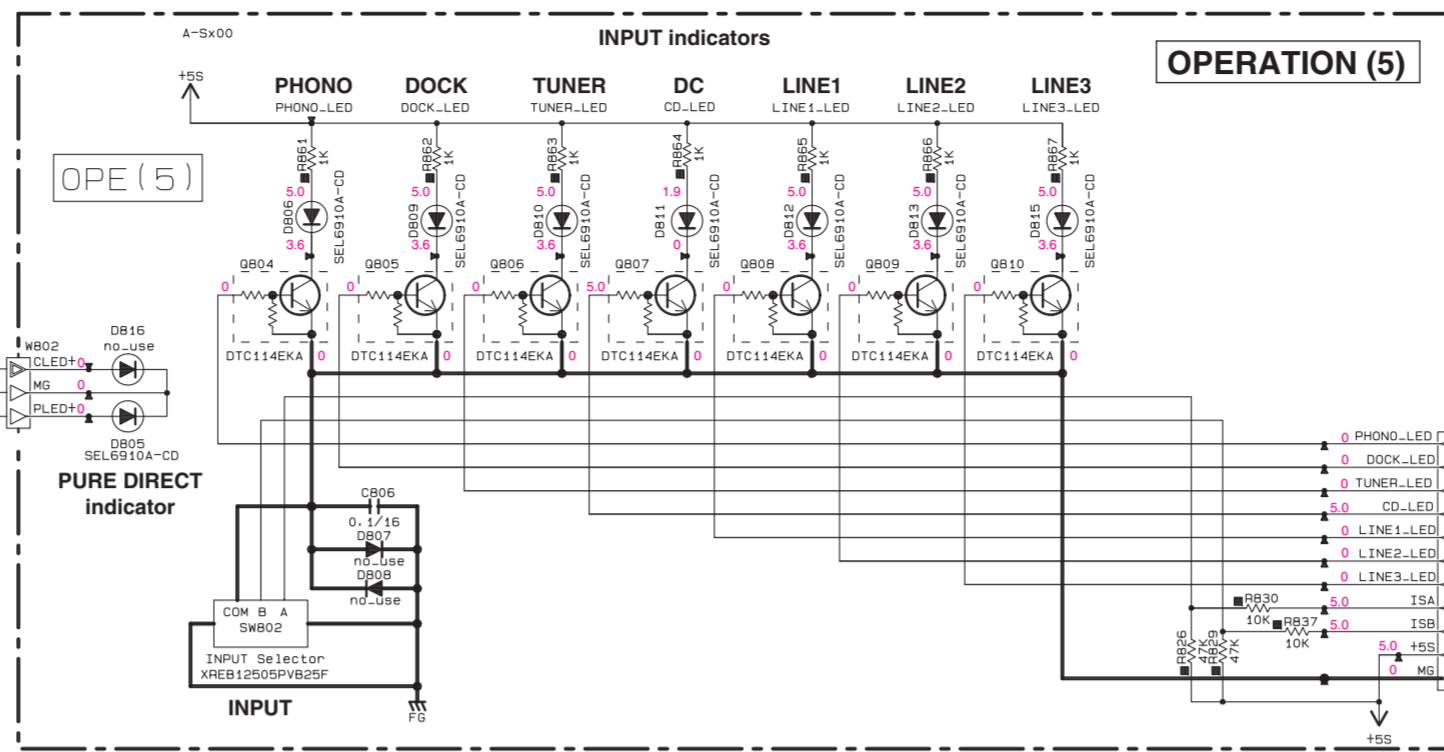 A-Sx00
INPUT indicators
OPERATION (5)
+5S
PHONO DOCK TUNER DC LINE1 LINE2 LINE3
PHONO_LED DOCK_LED TUNER_LED CD_LED LINE1_LED LINE2_LED LINE3_LED
OPE(5)
R861 1K R862 1K R863 1K R864 1K R865 1K R866 1K R867 1K
5.0 5.0 5.0 1.9 5.0 5.0 5.0
D806 SEL6910A-CD D809 SEL6910A-CD D810 SEL6910A-CD D811 SEL6910A-CD D812 SEL6910A-CD D813 SEL6910A-CD D815 SEL6910A-CD
3.6 3.6 3.6 0 3.6 3.6 3.6
Q804 Q805 Q806 Q807 Q808 Q809 Q810
0 0 0 5.0 0 0 0
DTC114EKA 0 DTC114EKA 0 DTC114EKA 0 DTC114EKA 0 DTC114EKA 0 DTC114EKA 0 DTC114EKA 0
D816
no_use
W802
CLED+ 0
MG 0
PLED+ 0
D805
SEL6910A-CD
PURE DIRECT
indicator
C806
0.1/16
D807
no_use
D808
no_use
COM B A
SW802
INPUT Selector
XREB12505PVB25F
INPUT
FG
0 PHONO_LED
0 DOCK_LED
0 TUNER_LED
5.0 CD_LED
0 LINE1_LED
0 LINE2_LED
0 LINE3_LED
R830 10K 5.0 ISA
R837 10K 5.0 ISB
R826 47K R829 47K
5.0 +5S
0 MG
+5S